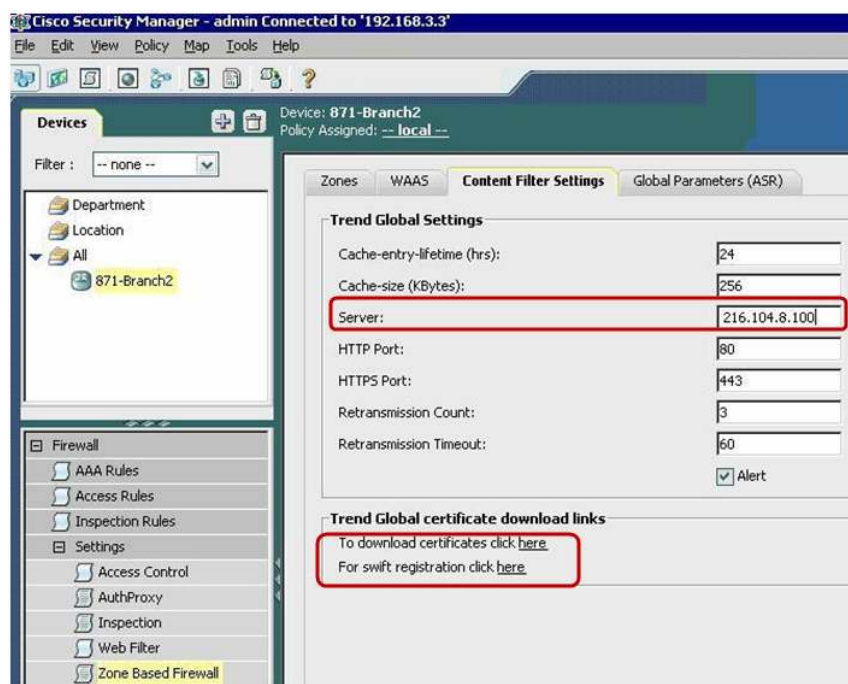 Cisco Security Manager - admin Connected to '192.168.3.3'
File Edit View Policy Map Tools Help
Devices
Filter : -- none --
Department
Location
All
871-Branch2
Firewall
AAA Rules
Access Rules
Inspection Rules
Settings
Access Control
AuthProxy
Inspection
Web Filter
Zone Based Firewall
Device: 871-Branch2
Policy Assigned: -- local --
Zones WAAS Content Filter Settings Global Parameters (ASR)
Trend Global Settings
Cache-entry-lifetime (hrs): 24
Cache-size (KBytes): 256
Server: 216.104.8.100
HTTP Port: 80
HTTPS Port: 443
Retransmission Count: 3
Retransmission Timeout: 60
Alert
Trend Global certificate download links
To download certificates click here
For swift registration click here